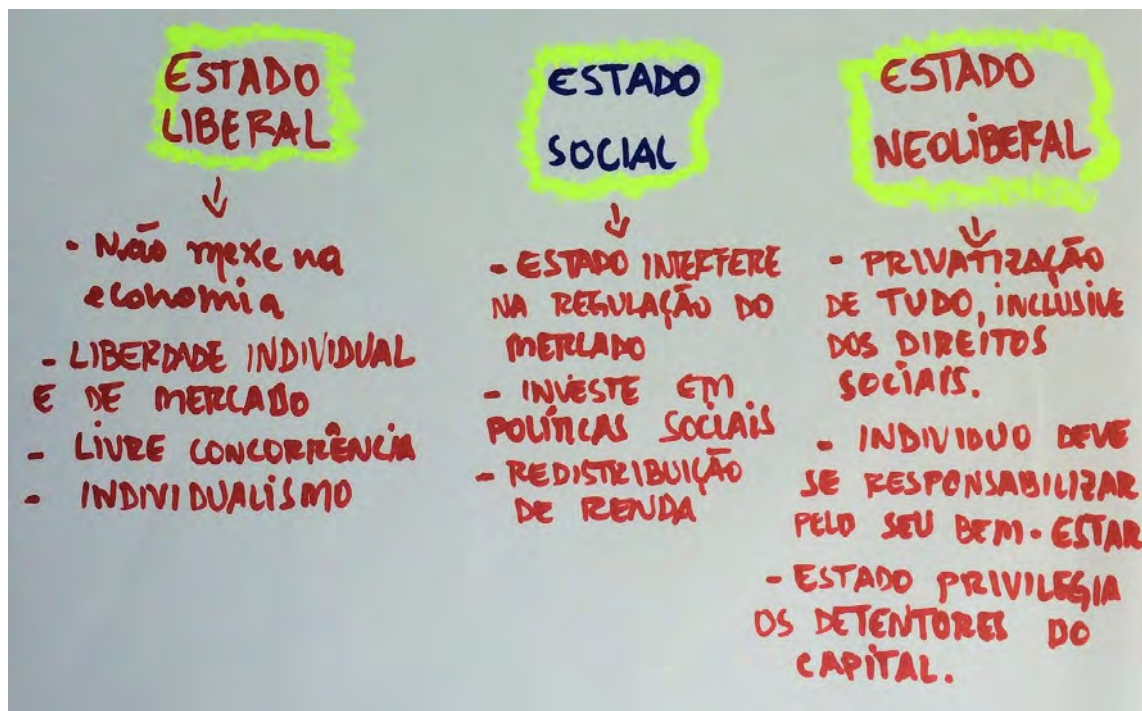 ESTADO
LIBERAL
- Não mexe na
economia
- LIBERDADE INDIVIDUAL
E DE MERCADO
- LIVRE CONCORRÊNCIA
- INDIVIDUALISMO
ESTADO
SOCIAL
- ESTADO INTERFERE
NA REGULAÇÃO DO
MERCADO
- INVESTE EM
POLÍTICAS SOCIAIS
- REDISTRIBUIÇÃO
DE RENDA
ESTADO
NEOLIBERAL
- PRIVATIZAÇÃO
DE TUDO, INCLUSIVE
DOS DIREITOS
SOCIAIS.
- INDIVIDUO DEVE
SE RESPONSABILIZAR
PELO SEU BEM-ESTAR
- ESTADO PRIVILEGIA
OS DETENTORES DO
CAPITAL.